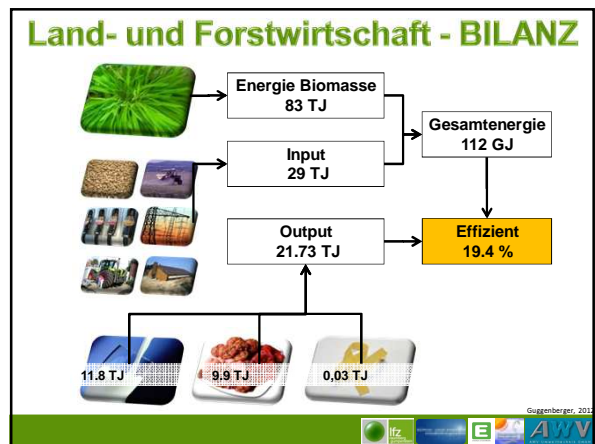 Land- und Forstwirtschaft - BILANZ
Energie Biomasse
83 TJ
Gesamtenergie
112 GJ
Input
29 TJ
Output
21.73 TJ
Effizient
19.4 %
11.8 TJ
9.9 TJ
0,03 TJ
Guggenberger, 2012
lfz
E
AWV